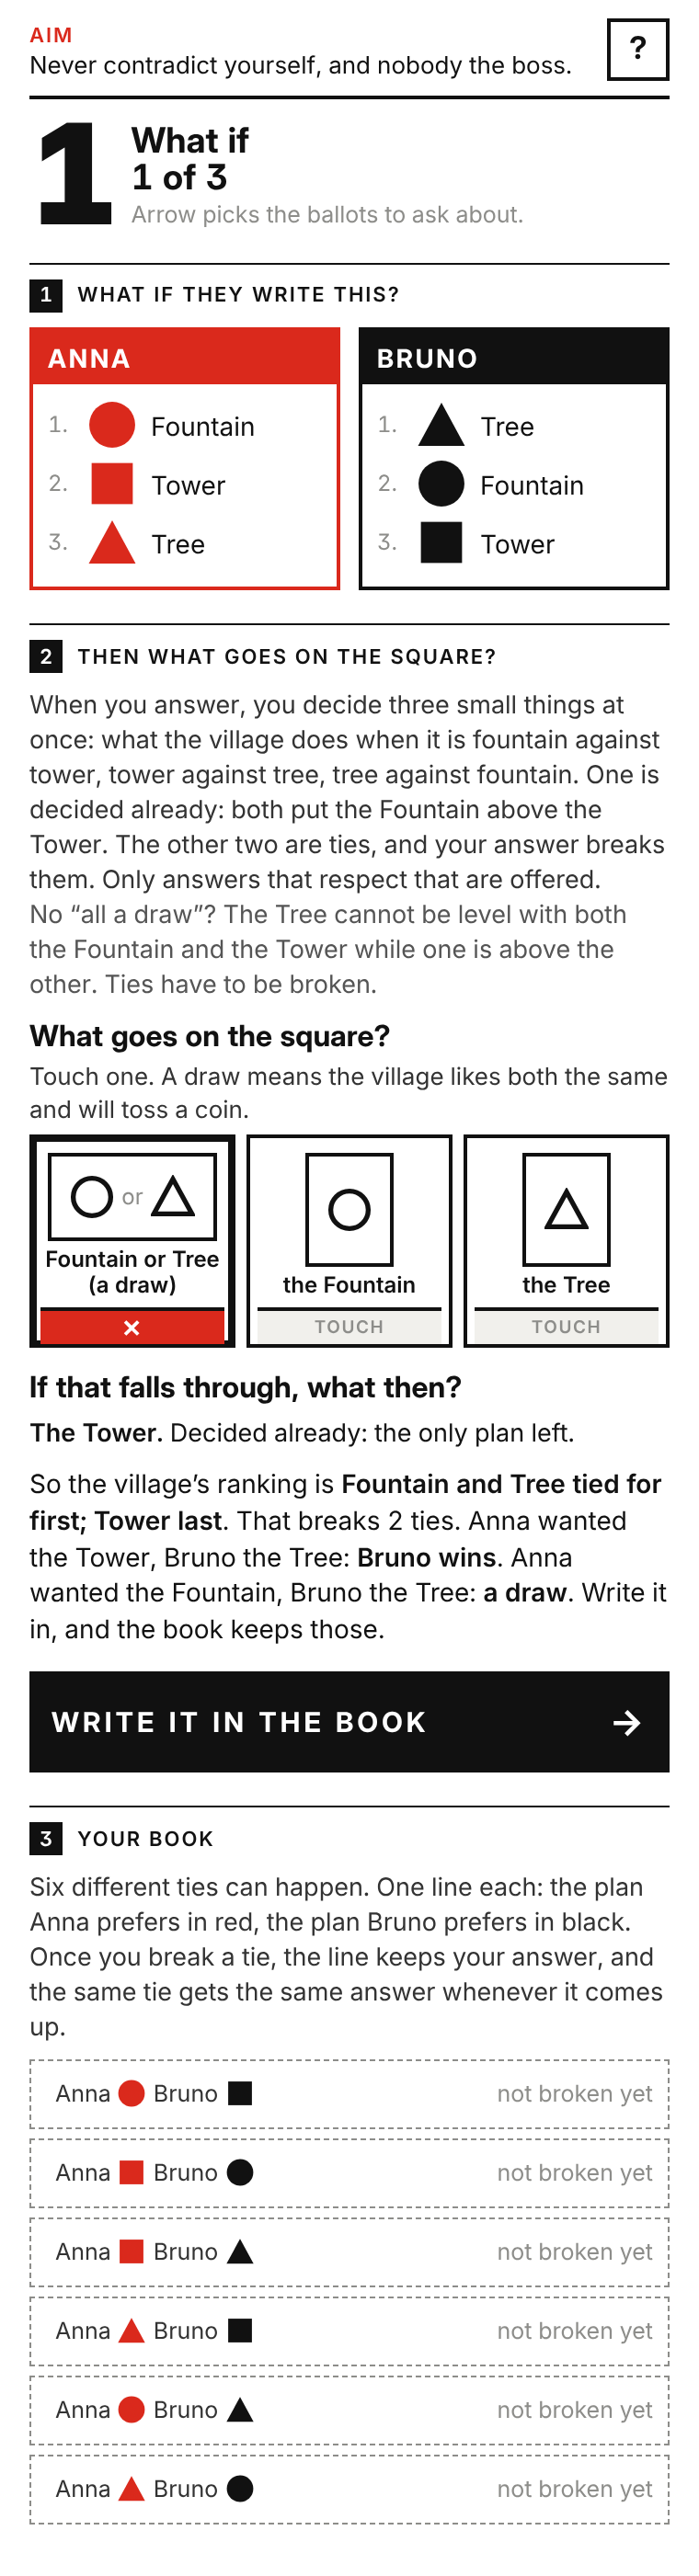 AIM
Never contradict yourself, and nobody the boss.
?
1
What if
1 of 3
Arrow picks the ballots to ask about.
1 WHAT IF THEY WRITE THIS?
ANNA
1. Fountain
2. Tower
3. Tree
BRUNO
1. Tree
2. Fountain
3. Tower
2 THEN WHAT GOES ON THE SQUARE?
When you answer, you decide three small things at
once: what the village does when it is fountain against
tower, tower against tree, tree against fountain. One is
decided already: both put the Fountain above the
Tower. The other two are ties, and your answer breaks
them. Only answers that respect that are offered.
No “all a draw”? The Tree cannot be level with both
the Fountain and the Tower while one is above the
other. Ties have to be broken.
What goes on the square?
Touch one. A draw means the village likes both the same
and will toss a coin.
or
Fountain or Tree
(a draw)
×
the Fountain
TOUCH
the Tree
TOUCH
If that falls through, what then?
The Tower. Decided already: the only plan left.
So the village’s ranking is Fountain and Tree tied for
first; Tower last. That breaks 2 ties. Anna wanted
the Tower, Bruno the Tree: Bruno wins. Anna
wanted the Fountain, Bruno the Tree: a draw. Write it
in, and the book keeps those.
WRITE IT IN THE BOOK →
3 YOUR BOOK
Six different ties can happen. One line each: the plan
Anna prefers in red, the plan Bruno prefers in black.
Once you break a tie, the line keeps your answer, and
the same tie gets the same answer whenever it comes
up.
Anna Bruno not broken yet
Anna Bruno not broken yet
Anna Bruno not broken yet
Anna Bruno not broken yet
Anna Bruno not broken yet
Anna Bruno not broken yet